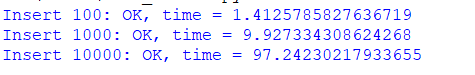 Insert 100: OK, time = 1.4125785827636719
Insert 1000: OK, time = 9.927334308624268
Insert 10000: OK, time = 97.24230217933655